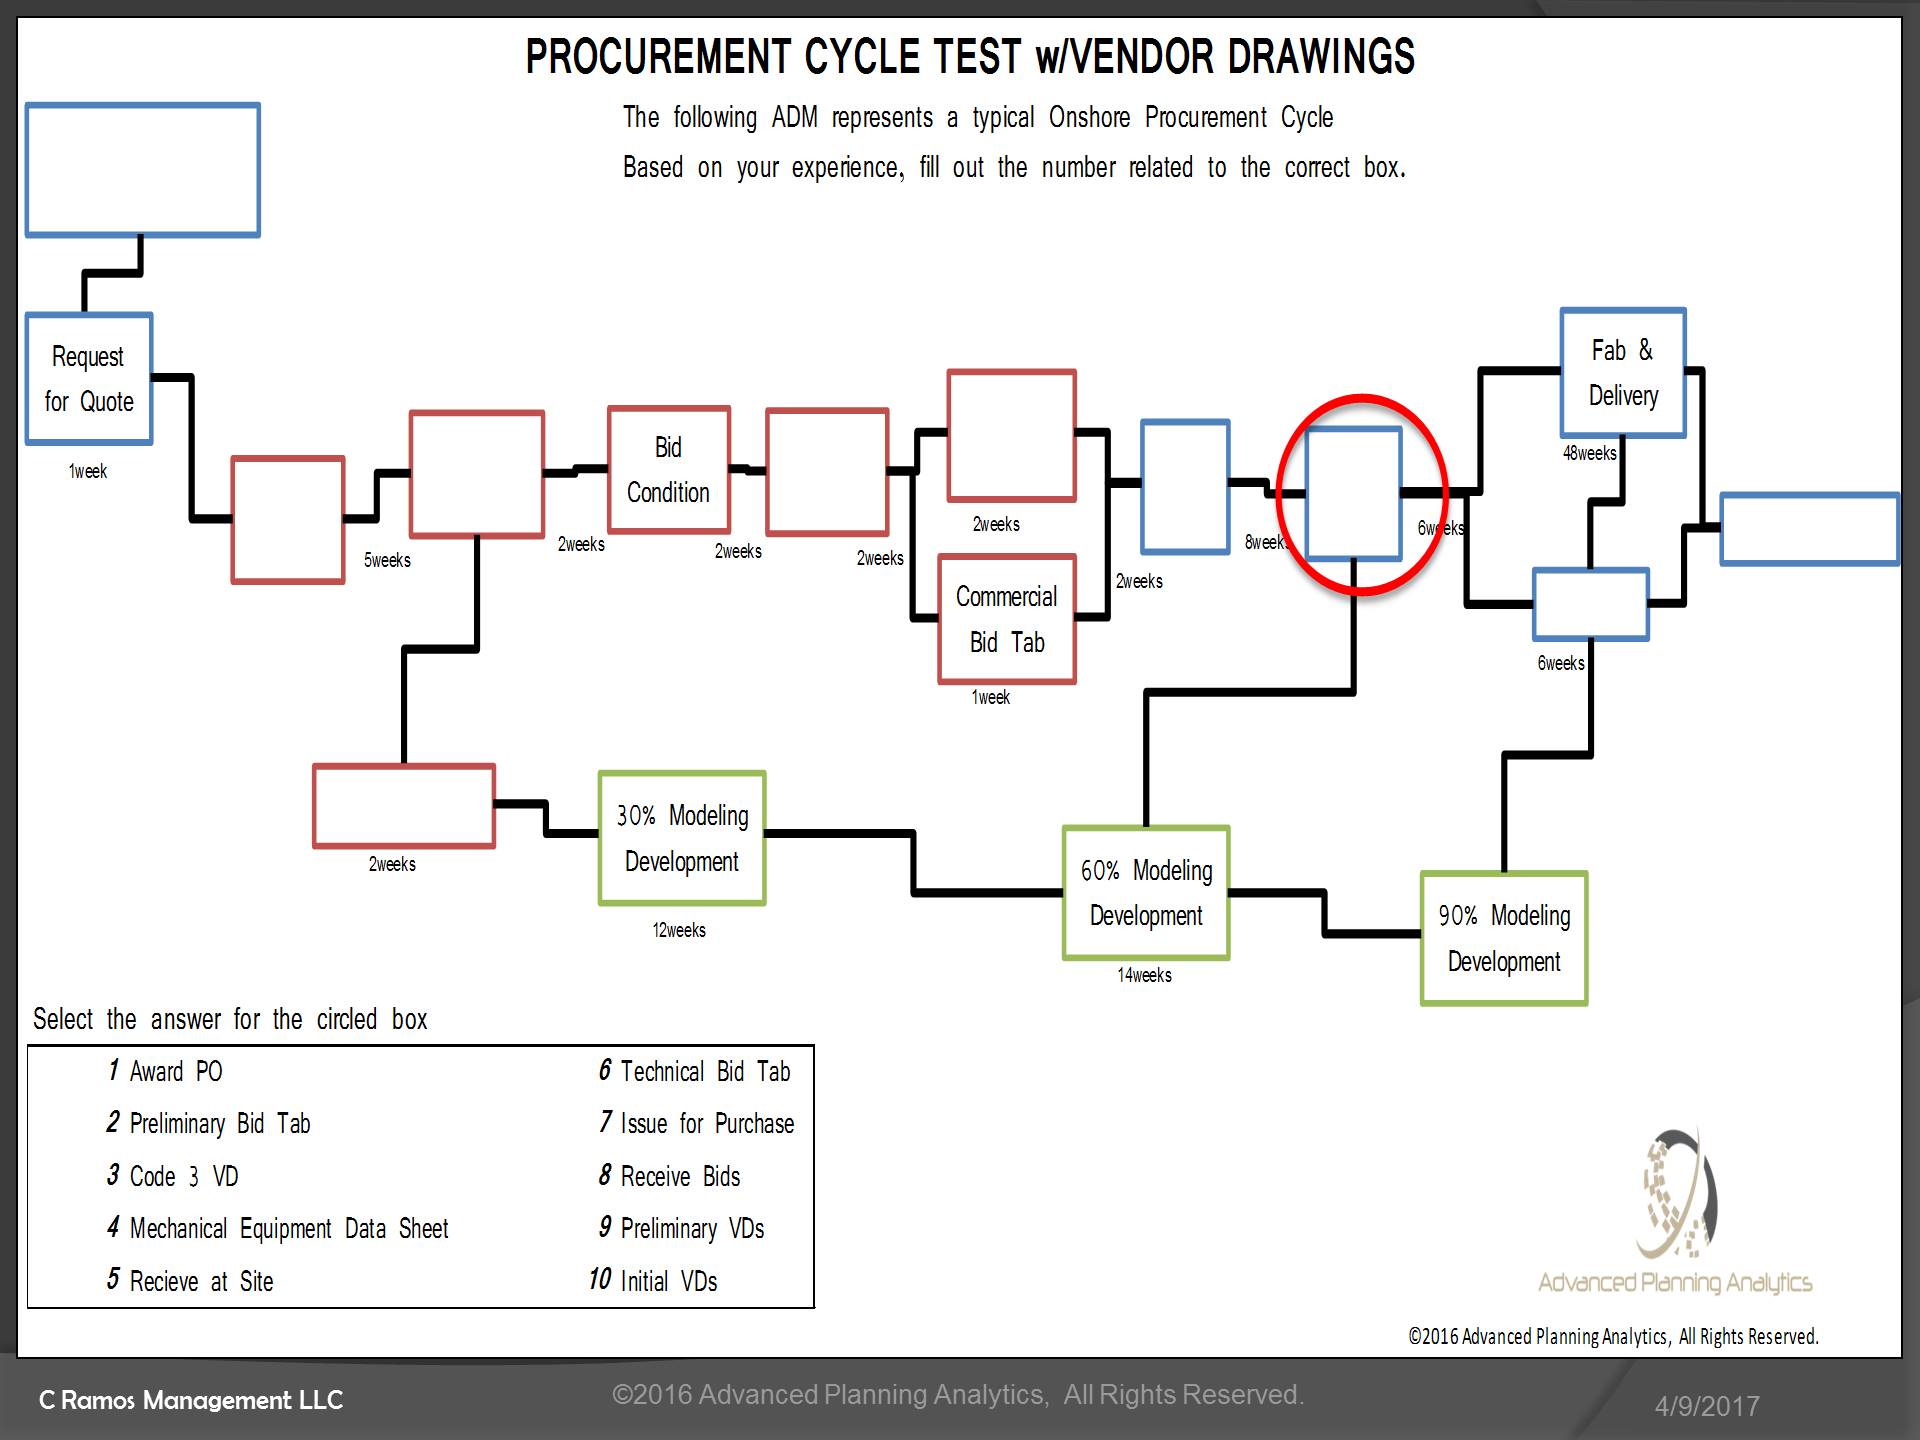 PROCUREMENT CYCLE TEST w/VENDOR DRAWINGS
The following ADM represents a typical Onshore Procurement Cycle
Based on your experience, fill out the number related to the correct box.
Request
for Quote
1week
5weeks
2weeks
Bid
Condition
2weeks
2weeks
2weeks
Commercial
Bid Tab
1week
2weeks
8weeks
6weeks
Fab &
Delivery
48weeks
6weeks
2weeks
30% Modeling
Development
12weeks
60% Modeling
Development
14weeks
90% Modeling
Development
Select the answer for the circled box
1 Award PO
2 Preliminary Bid Tab
3 Code 3 VD
4 Mechanical Equipment Data Sheet
5 Recieve at Site
6 Technical Bid Tab
7 Issue for Purchase
8 Receive Bids
9 Preliminary VDs
10 Initial VDs
Advanced Planning Analytics
©2016 Advanced Planning Analytics, All Rights Reserved.
C Ramos Management LLC
©2016 Advanced Planning Analytics, All Rights Reserved.
4/9/2017